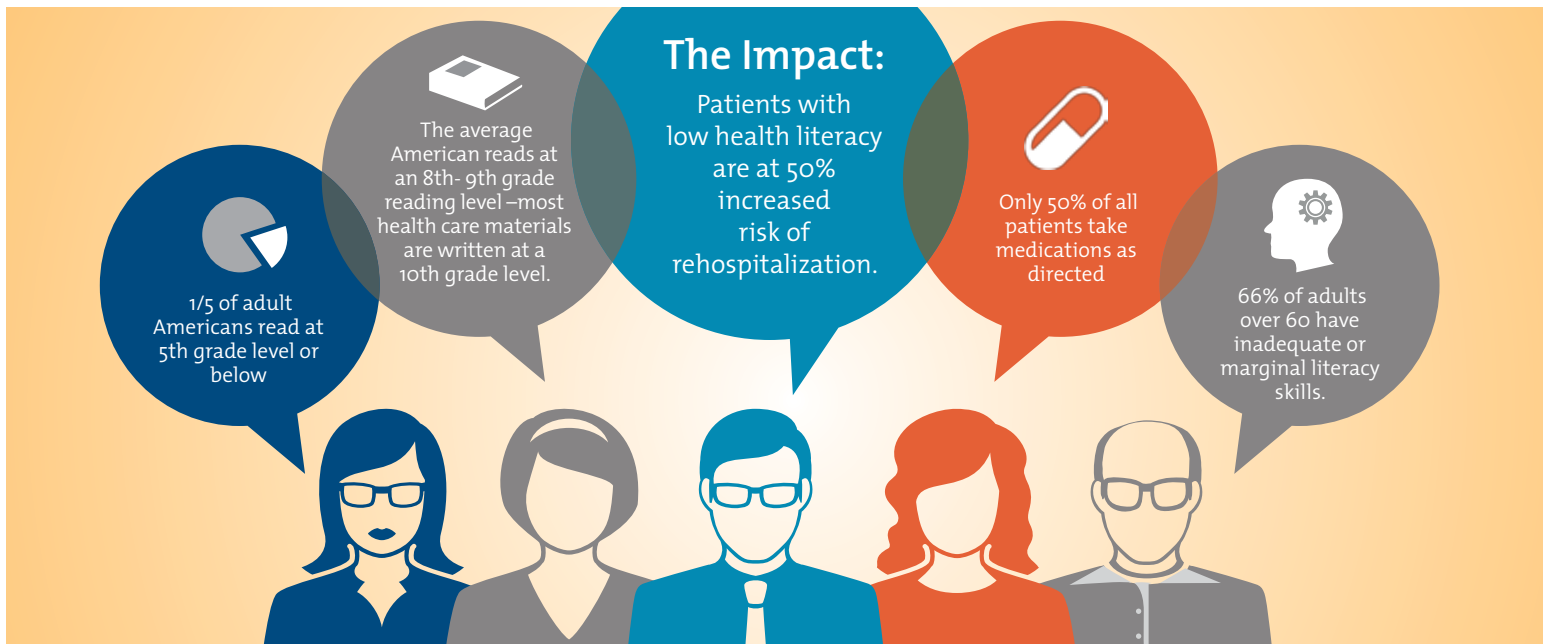 1/5 of adult
Americans read at
5th grade level or
below
The average
American reads at
an 8th- 9th grade
reading level –most
health care materials
are written at a
10th grade level.
The Impact:
Patients with
low health literacy
are at 50%
increased
risk of
rehospitalization.
Only 50% of all
patients take
medications as
directed
66% of adults
over 60 have
inadequate or
marginal literacy
skills.